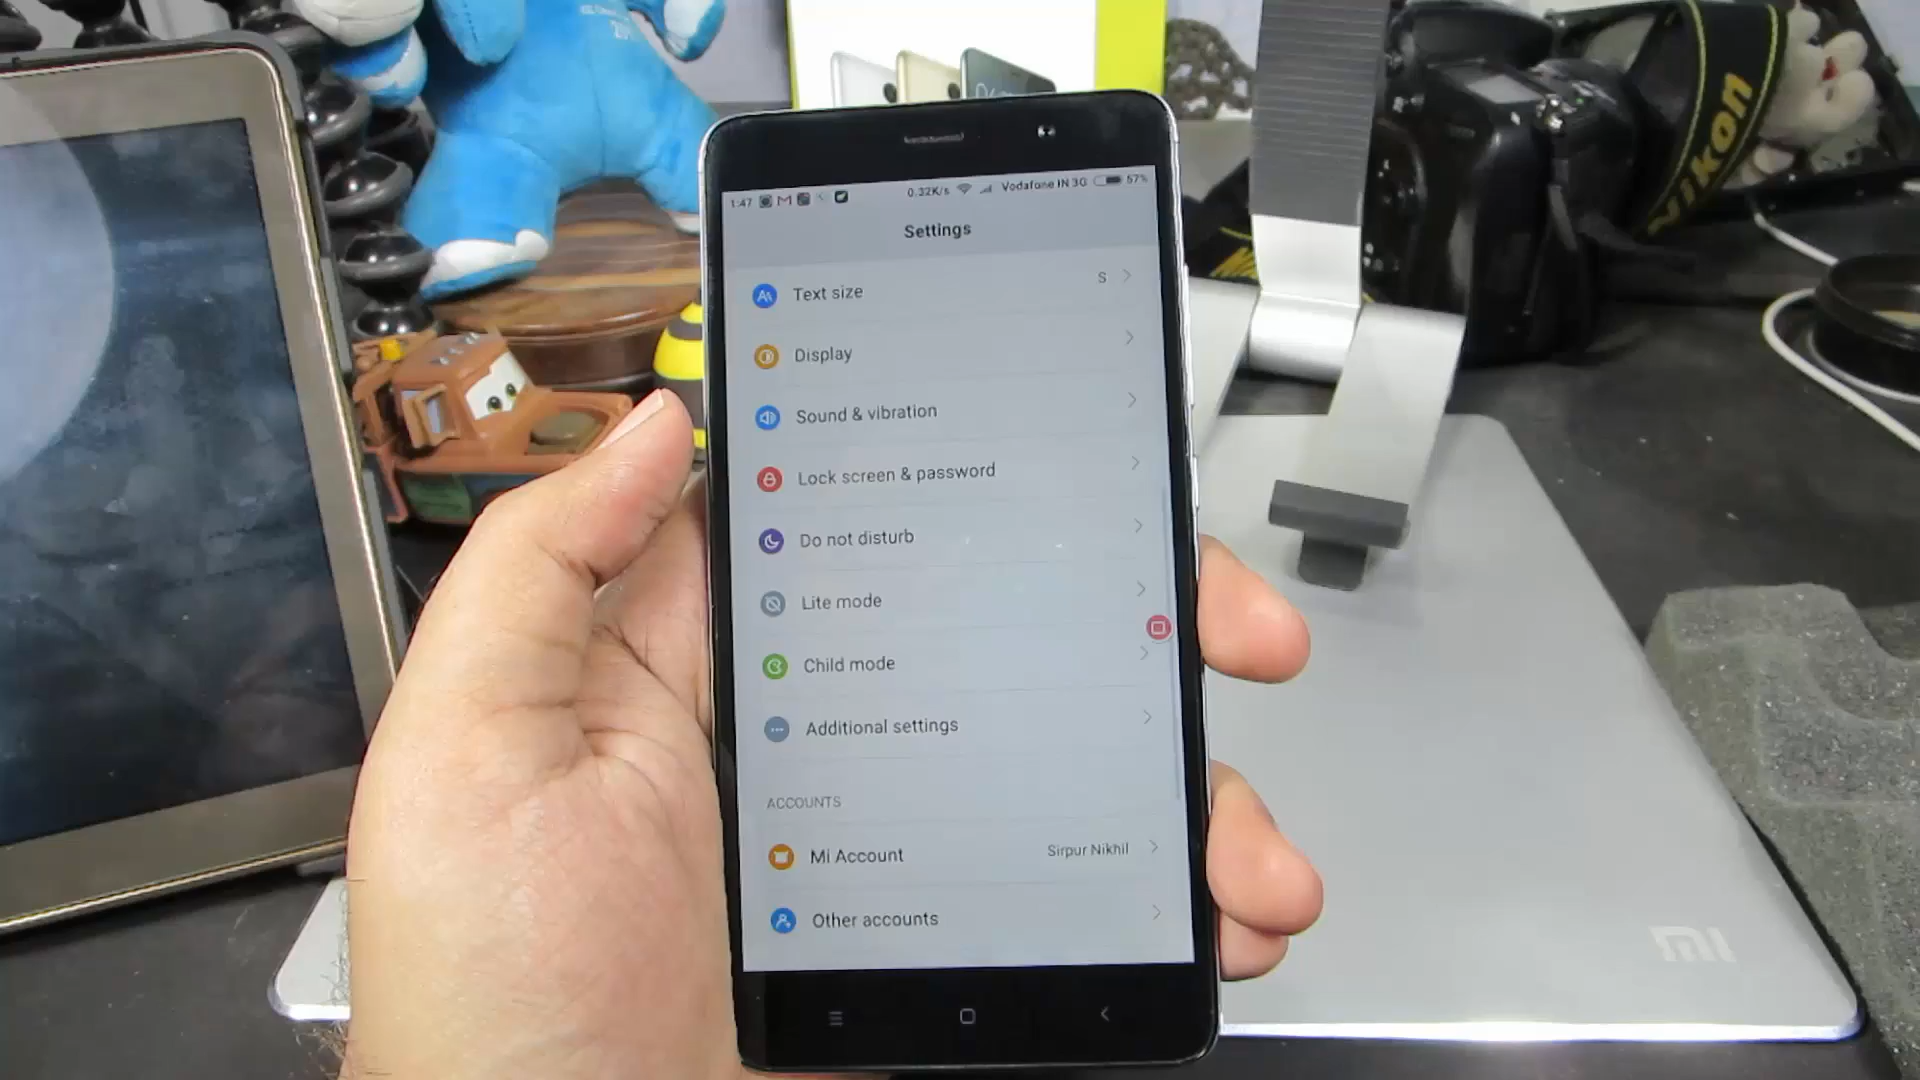 1:47 0.32K/s Vodafone IN 3G 57%
Settings
Text size S
Display
Sound & vibration
Lock screen & password
Do not disturb
Lite mode
Child mode
Additional settings
ACCOUNTS
Mi Account Sirpur Nikhil
Other accounts
Nikon
MI